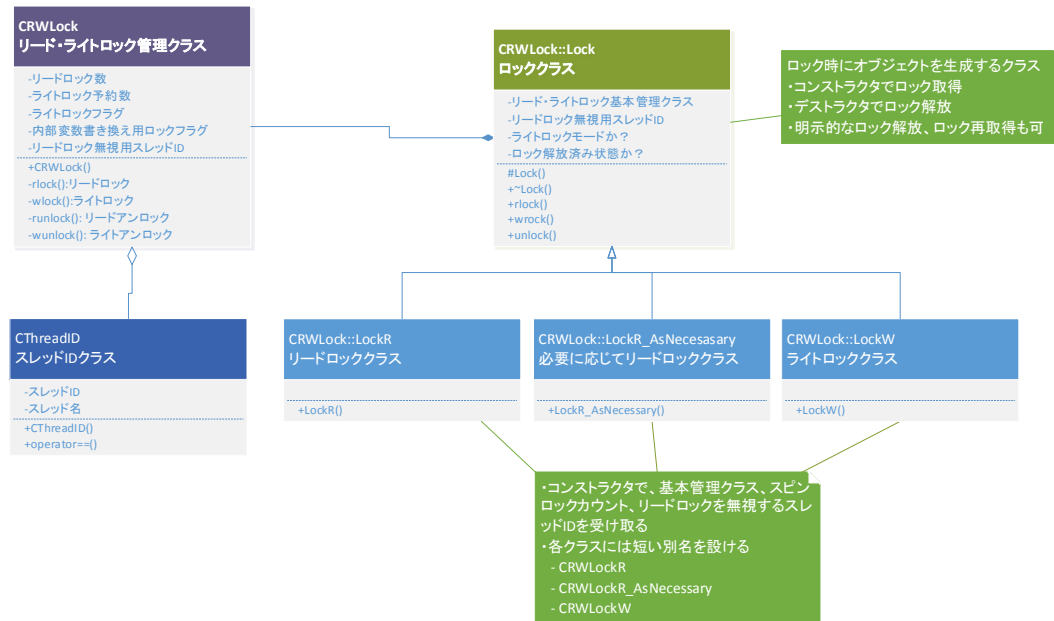 CRWLock
リード・ライトロック管理クラス
-リードロック数
-ライトロック予約数
-ライトロックフラグ
-内部変数書き換え用ロックフラグ
-リードロック無視用スレッドID
+CRWLock()
-rlock():リードロック
-wlock():ライトロック
-runlock(): リードアンロック
-wunlock(): ライトアンロック
CRWLock::Lock
ロッククラス
-リード・ライトロック基本管理クラス
-リードロック無視用スレッドID
-ライトロックモードか？
-ロック解放済み状態か？
#Lock()
+~Lock()
+rlock()
+wrock()
+unlock()
ロック時にオブジェクトを生成するクラス
・コンストラクタでロック取得
・デストラクタでロック解放
・明示的なロック解放、ロック再取得も可
CThreadID
スレッドIDクラス
-スレッドID
-スレッド名
+CThreadID()
+operator==()
CRWLock::LockR
リードロッククラス
+LockR()
CRWLock::LockR_AsNecesasary
必要に応じてリードロッククラス
+LockR_AsNecessary()
CRWLock::LockW
ライトロッククラス
+LockW()
・コンストラクタで、基本管理クラス、スピン
ロックカウント、リードロックを無視するスレ
ッドIDを受け取る
・各クラスには短い別名を設ける
- CRWLockR
- CRWLockR_AsNecessary
- CRWLockW